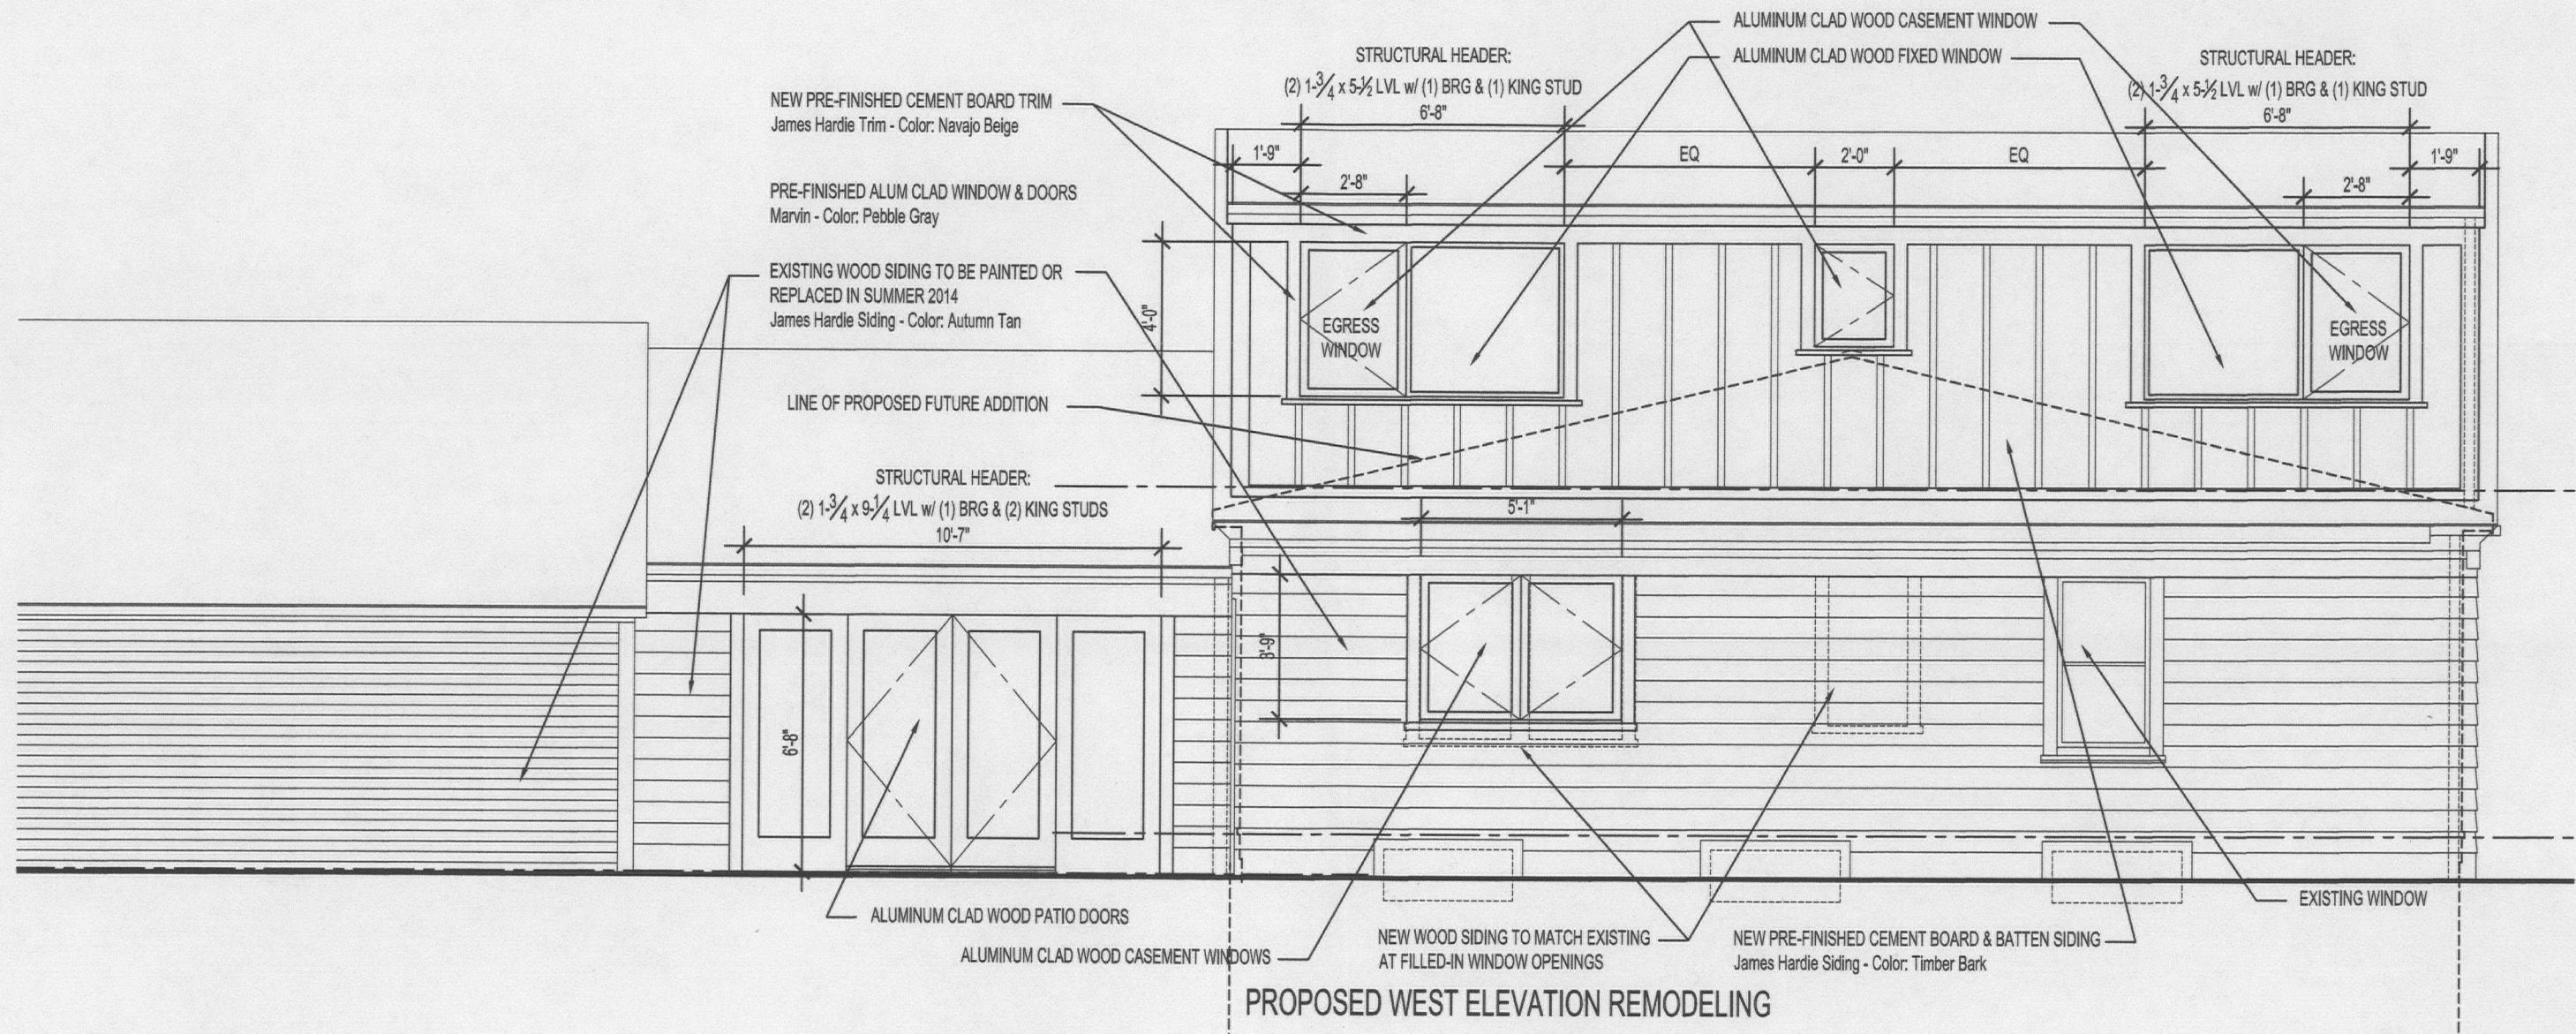 ALUMINUM CLAD WOOD CASEMENT WINDOW
ALUMINUM CLAD WOOD FIXED WINDOW
STRUCTURAL HEADER:
(2) 1-3/4 x 5-1/2 LVL w/ (1) BRG & (1) KING STUD
6'-8"
STRUCTURAL HEADER:
(2) 1-3/4 x 5-1/2 LVL w/ (1) BRG & (1) KING STUD
6'-8"
NEW PRE-FINISHED CEMENT BOARD TRIM
James Hardie Trim - Color: Navajo Beige
1'-9"
EQ
2'-0"
EQ
1'-9"
2'-8"
2'-8"
PRE-FINISHED ALUM CLAD WINDOW & DOORS
Marvin - Color: Pebble Gray
EXISTING WOOD SIDING TO BE PAINTED OR
REPLACED IN SUMMER 2014
James Hardie Siding - Color: Autumn Tan
4'-0"
EGRESS
WINDOW
EGRESS
WINDOW
LINE OF PROPOSED FUTURE ADDITION
STRUCTURAL HEADER:
(2) 1-3/4 x 9-1/4 LVL w/ (1) BRG & (2) KING STUDS
10'-7"
5'-1"
3'-9"
6'-8"
ALUMINUM CLAD WOOD PATIO DOORS
ALUMINUM CLAD WOOD CASEMENT WINDOWS
NEW WOOD SIDING TO MATCH EXISTING
AT FILLED-IN WINDOW OPENINGS
NEW PRE-FINISHED CEMENT BOARD & BATTEN SIDING
James Hardie Siding - Color: Timber Bark
EXISTING WINDOW
PROPOSED WEST ELEVATION REMODELING